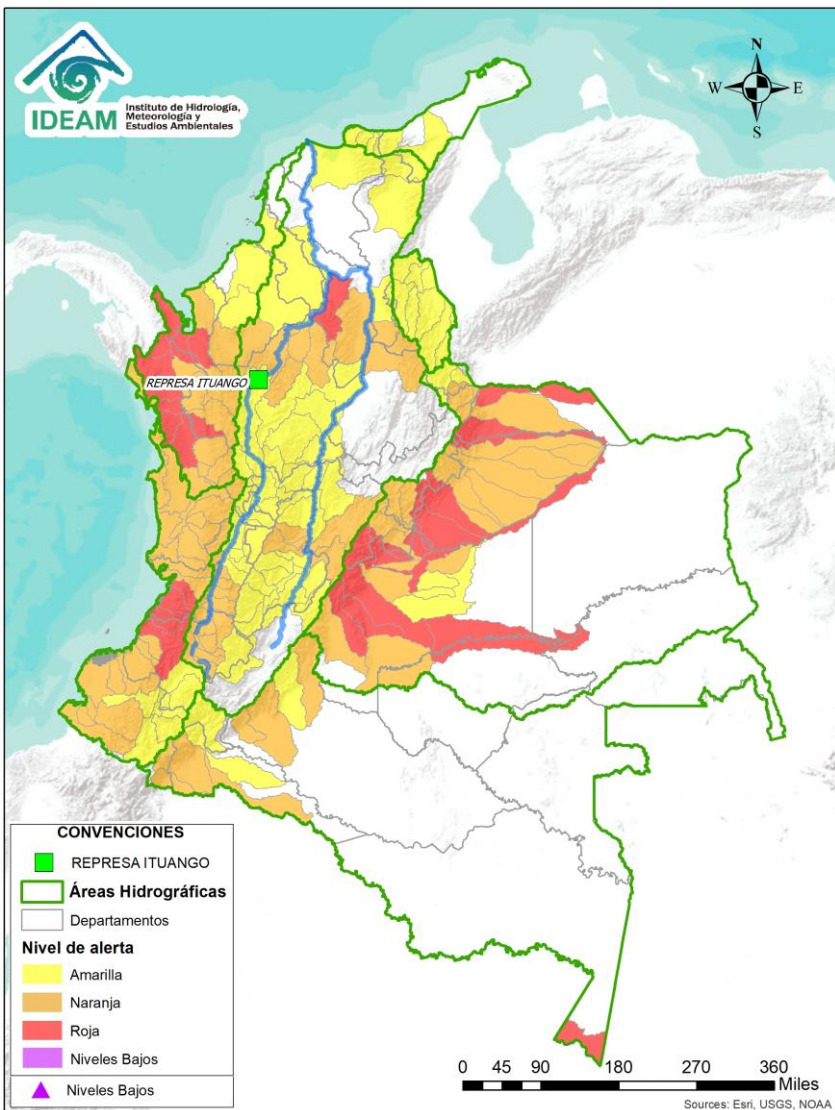 IDEAM
Instituto de Hidrología,
Meteorología y
Estudios Ambientales
N
W
E
S
REPRESA ITUANGO
CONVENCIONES
REPRESA ITUANGO
Áreas Hidrográficas
Departamentos
Nivel de alerta
Amarilla
Naranja
Roja
Niveles Bajos
Niveles Bajos
0 45 90 180 270 360
Miles
Sources: Esri, USGS, NOAA